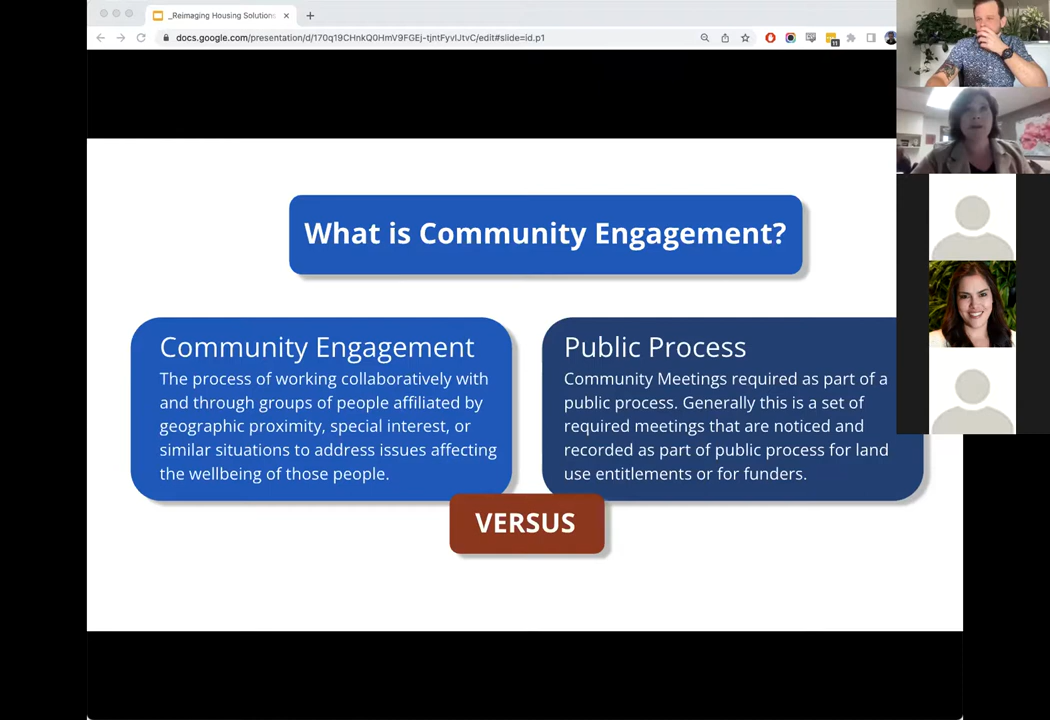 _Reimaging Housing Solutions
docs.google.com/presentation/d/170q19CHnkQ0HmV9FGEj-tjntFyvlJtvC/edit#slide=id.p1
11
What is Community Engagement?
Community Engagement
The process of working collaboratively with
and through groups of people affiliated by
geographic proximity, special interest, or
similar situations to address issues affecting
the wellbeing of those people.
Public Process
Community Meetings required as part of a
public process. Generally this is a set of
required meetings that are noticed and
recorded as part of public process for land
use entitlements or for funders.
VERSUS